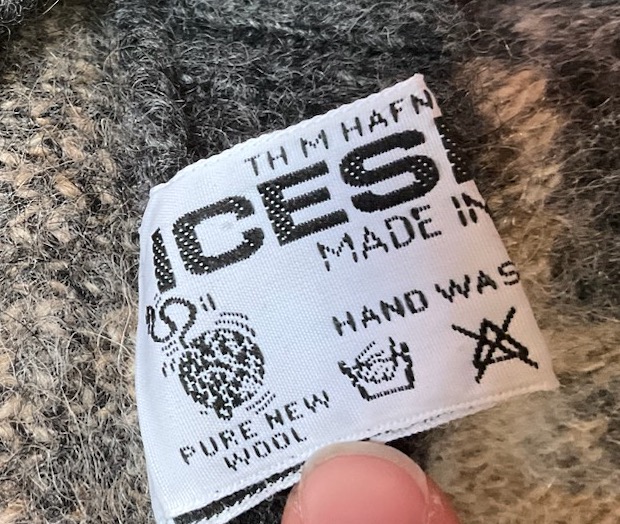 TH M HAFN
ICES
MADE IN
HAND WAS
PURE NEW
WOOL